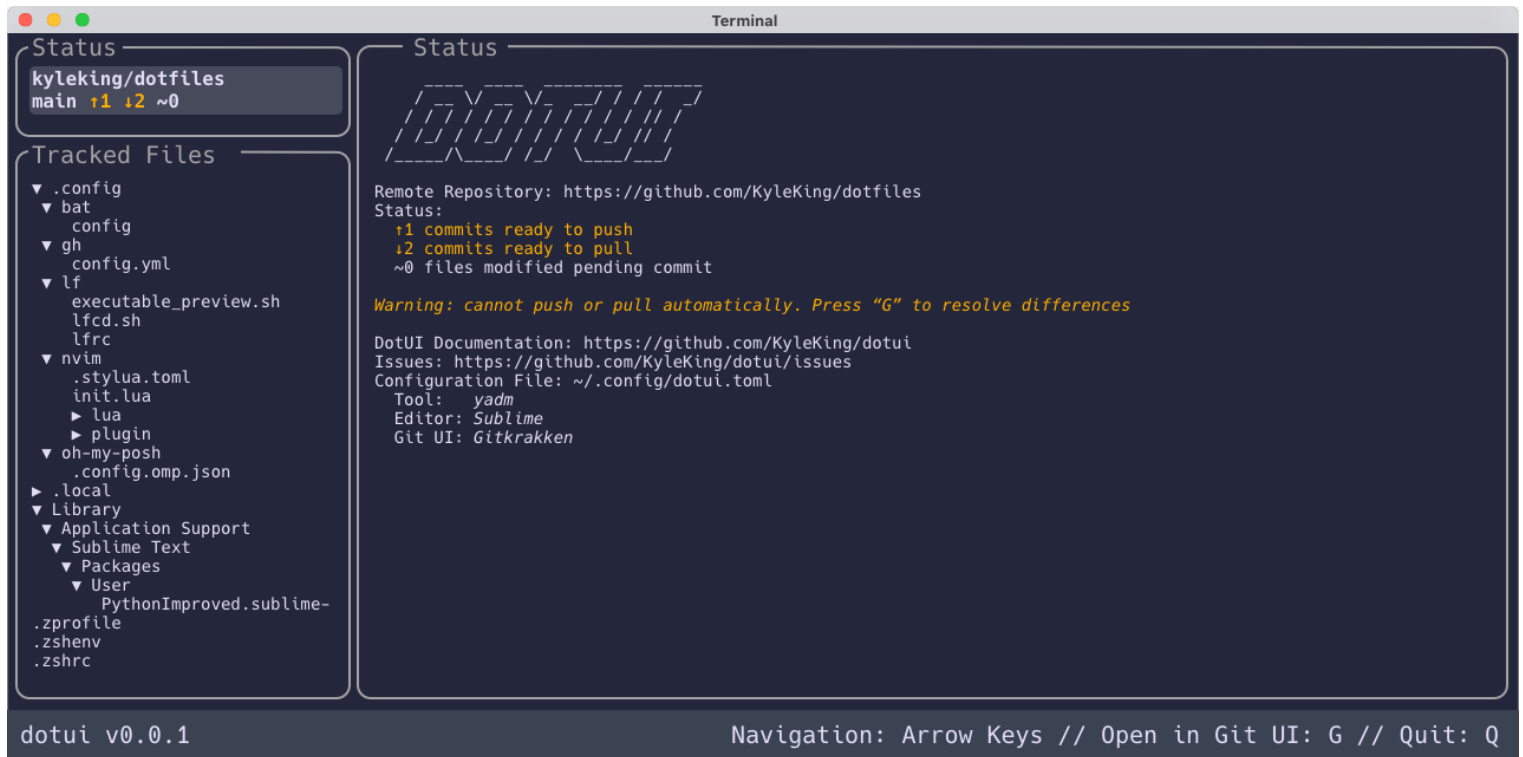 Terminal
Status
kyleking/dotfiles
main ↑1 ↓2 ~0
Tracked Files
▼ .config
▼ bat
config
▼ gh
config.yml
▼ lf
executable_preview.sh
lfcd.sh
lfrc
▼ nvim
.stylua.toml
init.lua
▶ lua
▶ plugin
▼ oh-my-posh
.config.omp.json
▶ .local
▼ Library
▼ Application Support
▼ Sublime Text
▼ Packages
▼ User
PythonImproved.sublime-
.zprofile
.zshenv
.zshrc
Status
DOTUI
Remote Repository: https://github.com/KyleKing/dotfiles
Status:
↑1 commits ready to push
↓2 commits ready to pull
~0 files modified pending commit
Warning: cannot push or pull automatically. Press “G” to resolve differences
DotUI Documentation: https://github.com/KyleKing/dotui
Issues: https://github.com/KyleKing/dotui/issues
Configuration File: ~/.config/dotui.toml
Tool: yadm
Editor: Sublime
Git UI: Gitkrakken
dotui v0.0.1
Navigation: Arrow Keys // Open in Git UI: G // Quit: Q